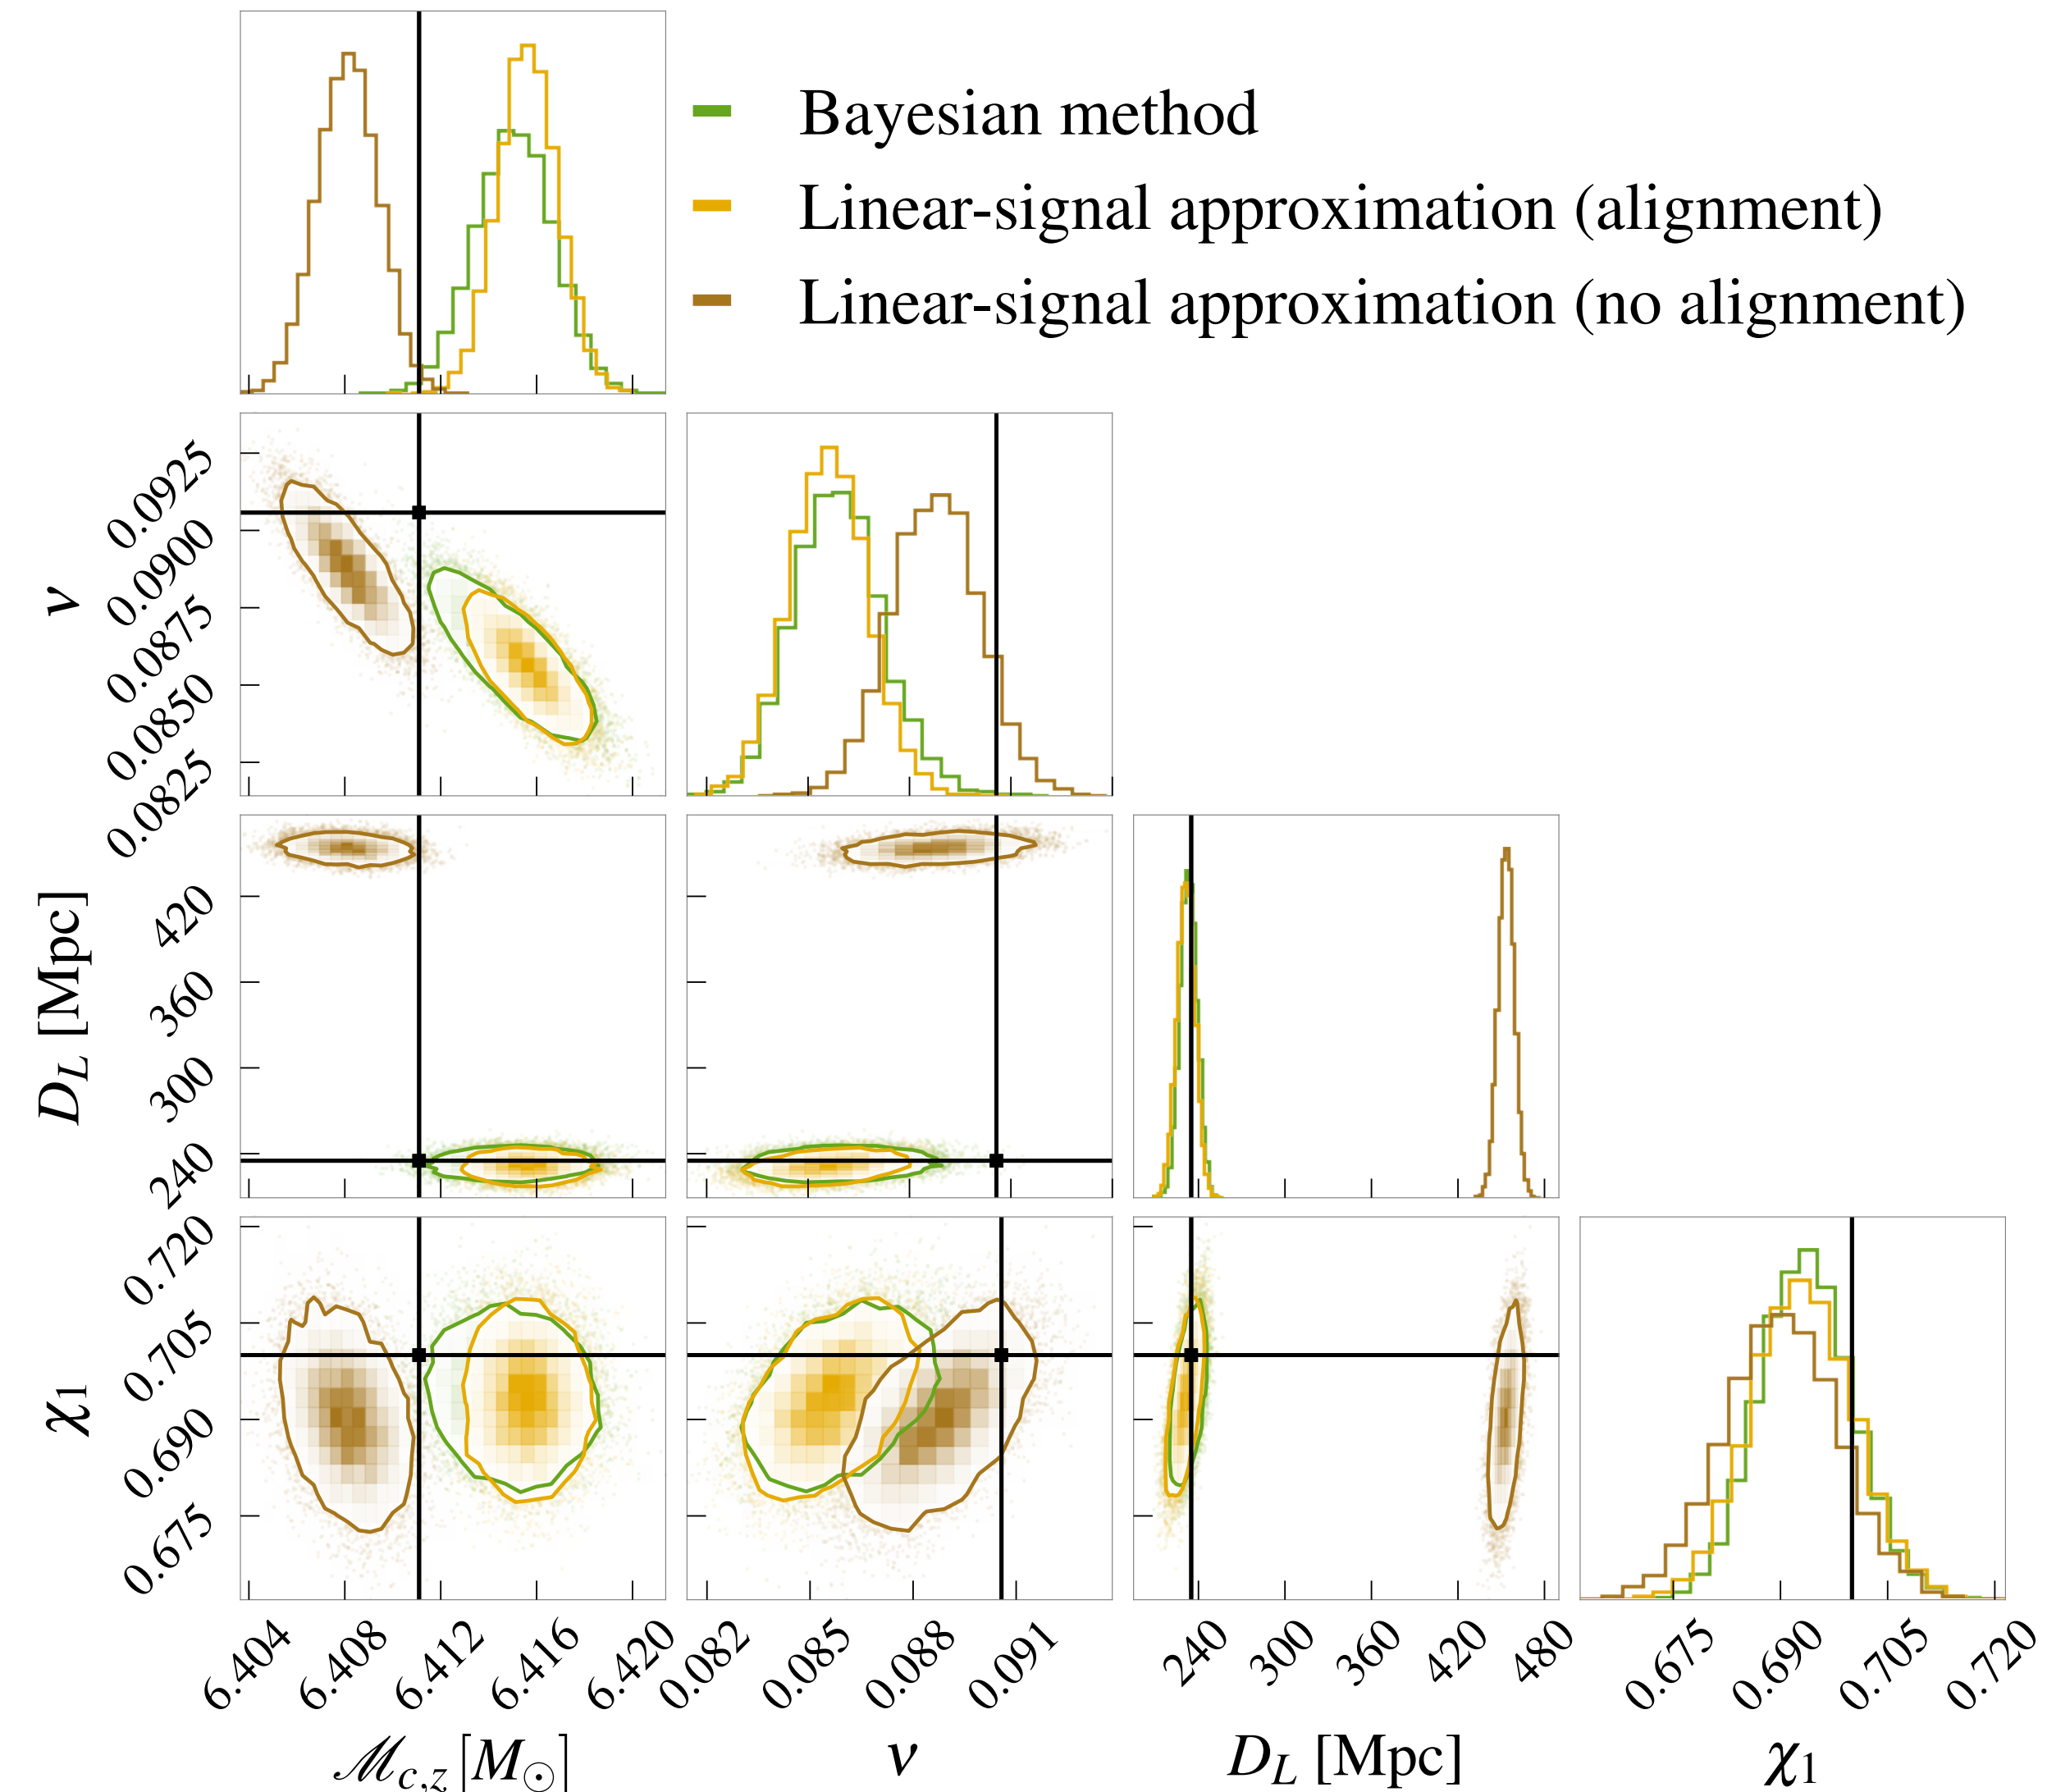 Bayesian method
Linear-signal approximation (alignment)
Linear-signal approximation (no alignment)
ν
0.0925
0.0900
0.0875
0.0850
0.0825
D_L [Mpc]
420
360
300
240
χ₁
0.720
0.705
0.690
0.675
6.404 6.408 6.412 6.416 6.420 0.082 0.085 0.088 0.091 240 300 360 420 480 0.675 0.690 0.705 0.720
ℳ_{c,z} [M_⊙] ν D_L [Mpc] χ₁